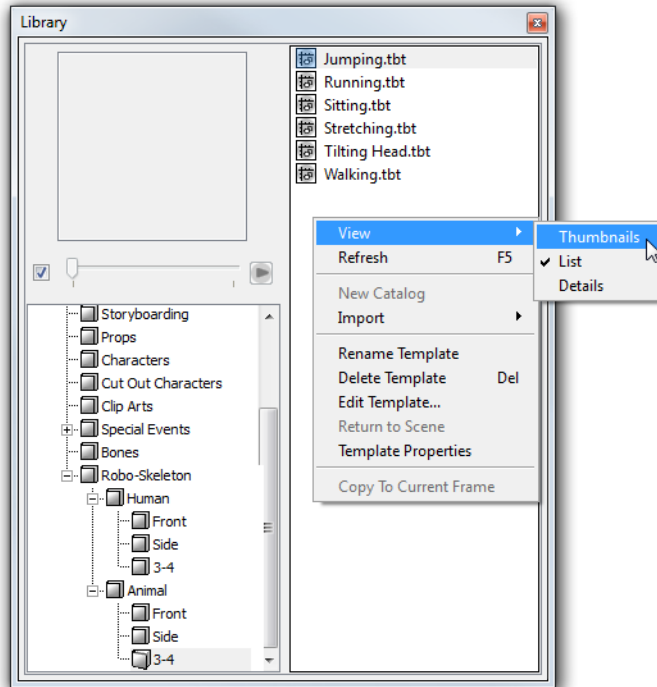 Library
Jumping.tbt
Running.tbt
Sitting.tbt
Stretching.tbt
Tilting Head.tbt
Walking.tbt
View
Refresh F5
New Catalog
Import
Rename Template
Delete Template Del
Edit Template...
Return to Scene
Template Properties
Copy To Current Frame
Thumbnails
List
Details
Storyboarding
Props
Characters
Cut Out Characters
Clip Arts
Special Events
Bones
Robo-Skeleton
Human
Front
Side
3-4
Animal
Front
Side
3-4